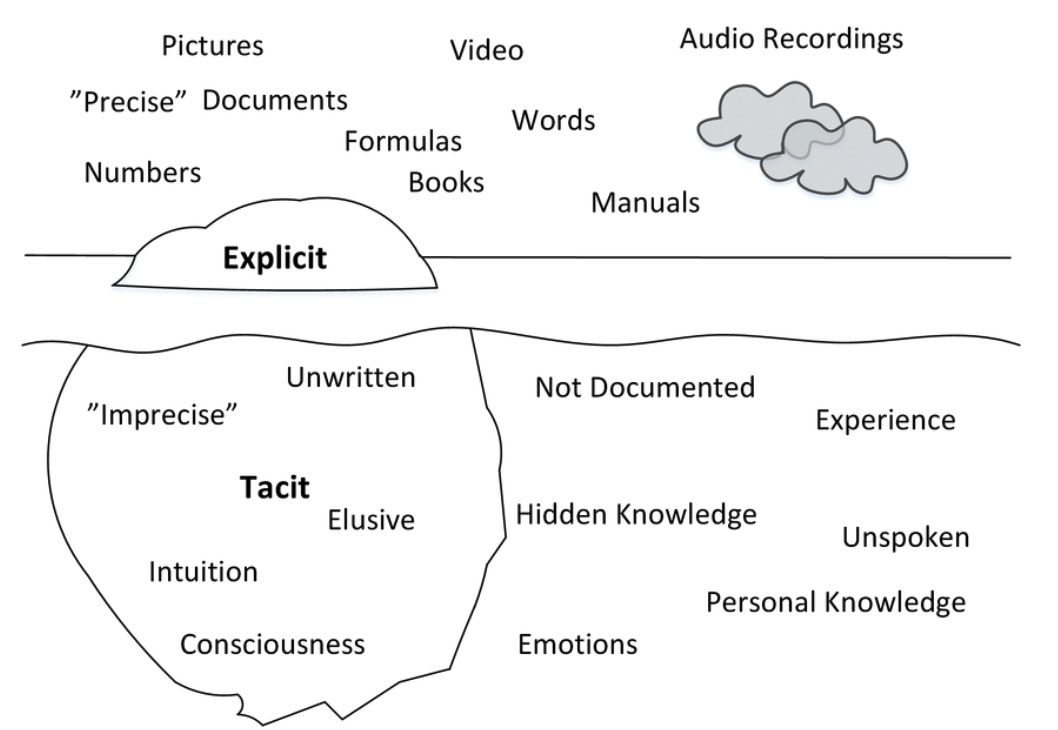 Pictures
Video
Audio Recordings
”Precise”
Documents
Words
Formulas
Numbers
Books
Manuals
Explicit
Unwritten
Not Documented
”Imprecise”
Experience
Tacit
Elusive
Hidden Knowledge
Unspoken
Intuition
Personal Knowledge
Consciousness
Emotions